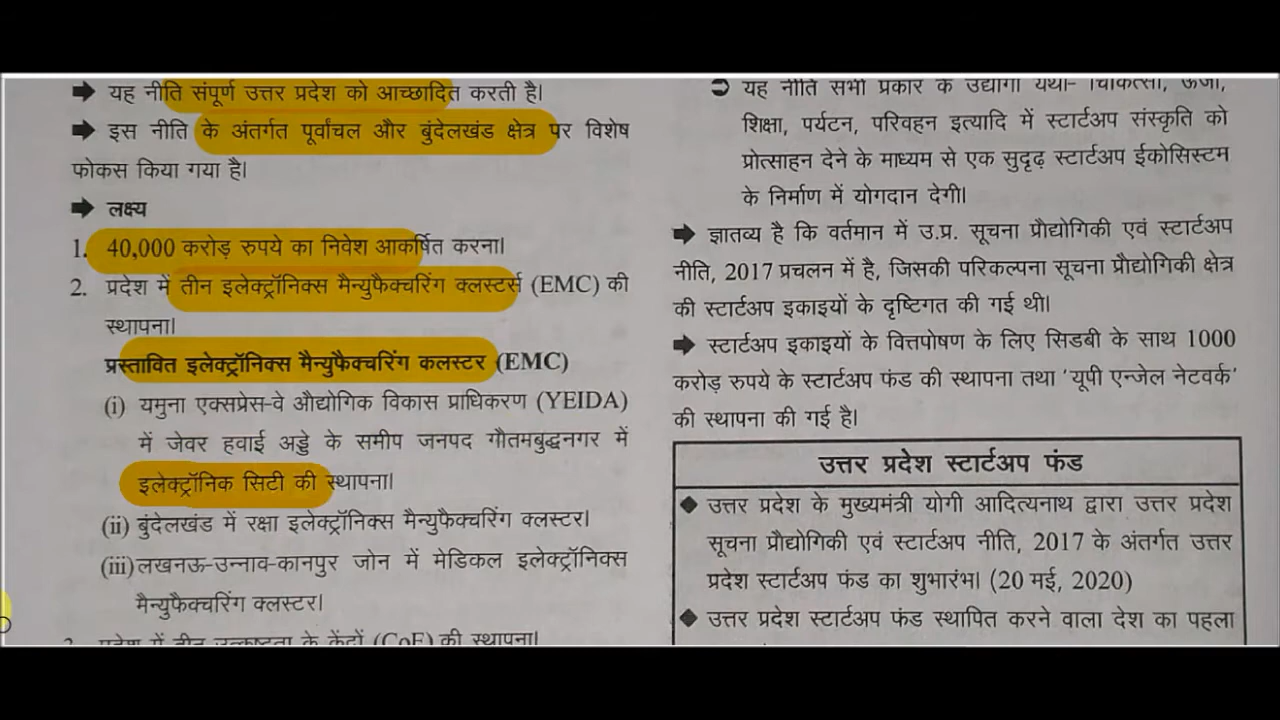 ➡ यह नीति संपूर्ण उत्तर प्रदेश को आच्छादित करती है।
➡ इस नीति के अंतर्गत पूर्वांचल और बुंदेलखंड क्षेत्र पर विशेष
फोकस किया गया है।
➡ लक्ष्य
1. 40,000 करोड़ रुपये का निवेश आकर्षित करना।
2. प्रदेश में तीन इलेक्ट्रॉनिक्स मैन्युफैक्चरिंग क्लस्टर्स (EMC) की
स्थापना।
प्रस्तावित इलेक्ट्रॉनिक्स मैन्युफैक्चरिंग कलस्टर (EMC)
(i) यमुना एक्सप्रेस-वे औद्योगिक विकास प्राधिकरण (YEIDA)
में जेवर हवाई अड्डे के समीप जनपद गौतमबुद्धनगर में
इलेक्ट्रॉनिक सिटी की स्थापना।
(ii) बुंदेलखंड में रक्षा इलेक्ट्रॉनिक्स मैन्युफैक्चरिंग क्लस्टर।
(iii) लखनऊ-उन्नाव-कानपुर जोन में मेडिकल इलेक्ट्रॉनिक्स
मैन्युफैक्चरिंग क्लस्टर।
3. प्रदेश में तीन उत्कृष्टता के केंद्रों (CoE) की स्थापना।
यह नीति सभी प्रकार के उद्योगों यथा- चिकित्सा, ऊर्जा,
शिक्षा, पर्यटन, परिवहन इत्यादि में स्टार्टअप संस्कृति को
प्रोत्साहन देने के माध्यम से एक सुदृढ़ स्टार्टअप ईकोसिस्टम
के निर्माण में योगदान देगी।
➡ ज्ञातव्य है कि वर्तमान में उ.प्र. सूचना प्रौद्योगिकी एवं स्टार्टअप
नीति, 2017 प्रचलन में है, जिसकी परिकल्पना सूचना प्रौद्योगिकी क्षेत्र
की स्टार्टअप इकाइयों के दृष्टिगत की गई थी।
➡ स्टार्टअप इकाइयों के वित्तपोषण के लिए सिडबी के साथ 1000
करोड़ रुपये के स्टार्टअप फंड की स्थापना तथा 'यूपी एन्जेल नेटवर्क'
की स्थापना की गई है।
उत्तर प्रदेश स्टार्टअप फंड
◆ उत्तर प्रदेश के मुख्यमंत्री योगी आदित्यनाथ द्वारा उत्तर प्रदेश
सूचना प्रौद्योगिकी एवं स्टार्टअप नीति, 2017 के अंतर्गत उत्तर
प्रदेश स्टार्टअप फंड का शुभारंभ। (20 मई, 2020)
◆ उत्तर प्रदेश स्टार्टअप फंड स्थापित करने वाला देश का पहला